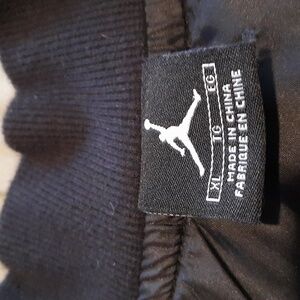 XL TG EG
MADE IN CHINA
FABRIQUE EN CHINE